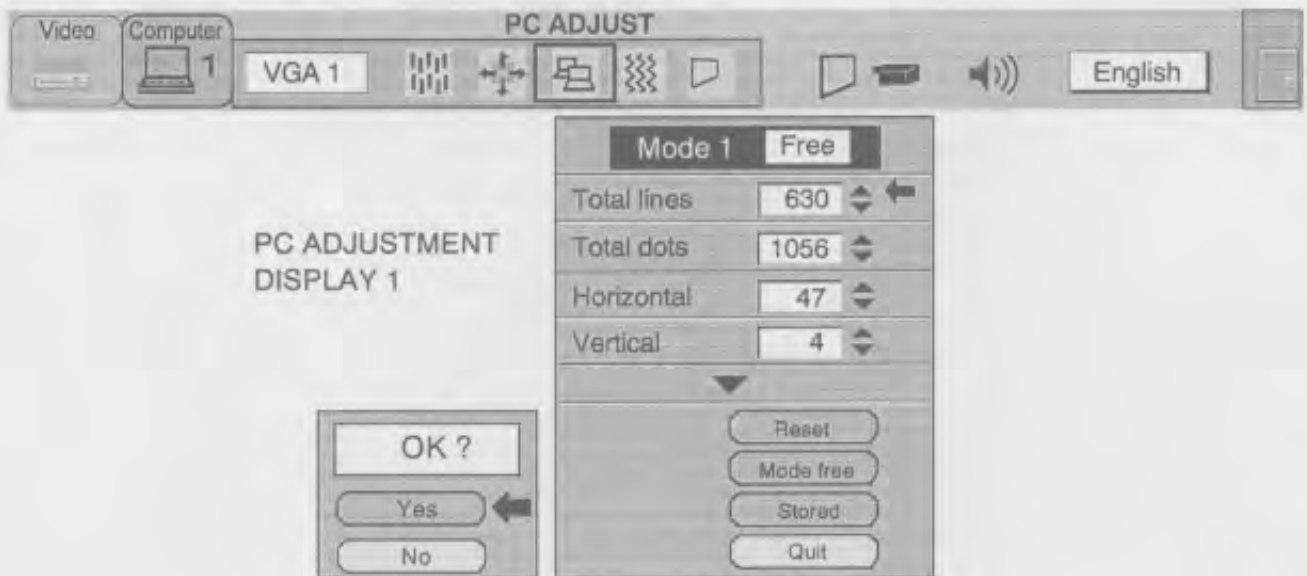 PC ADJUST
Video
Computer
1
VGA 1
English
Mode 1 Free
Total lines 630
Total dots 1056
Horizontal 47
Vertical 4
PC ADJUSTMENT
DISPLAY 1
Reset
Mode free
Stored
Quit
OK ?
Yes
No